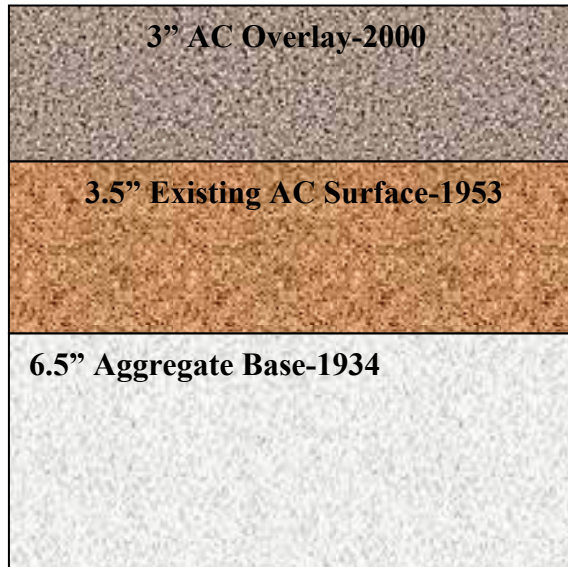 3” AC Overlay-2000
3.5” Existing AC Surface-1953
6.5” Aggregate Base-1934